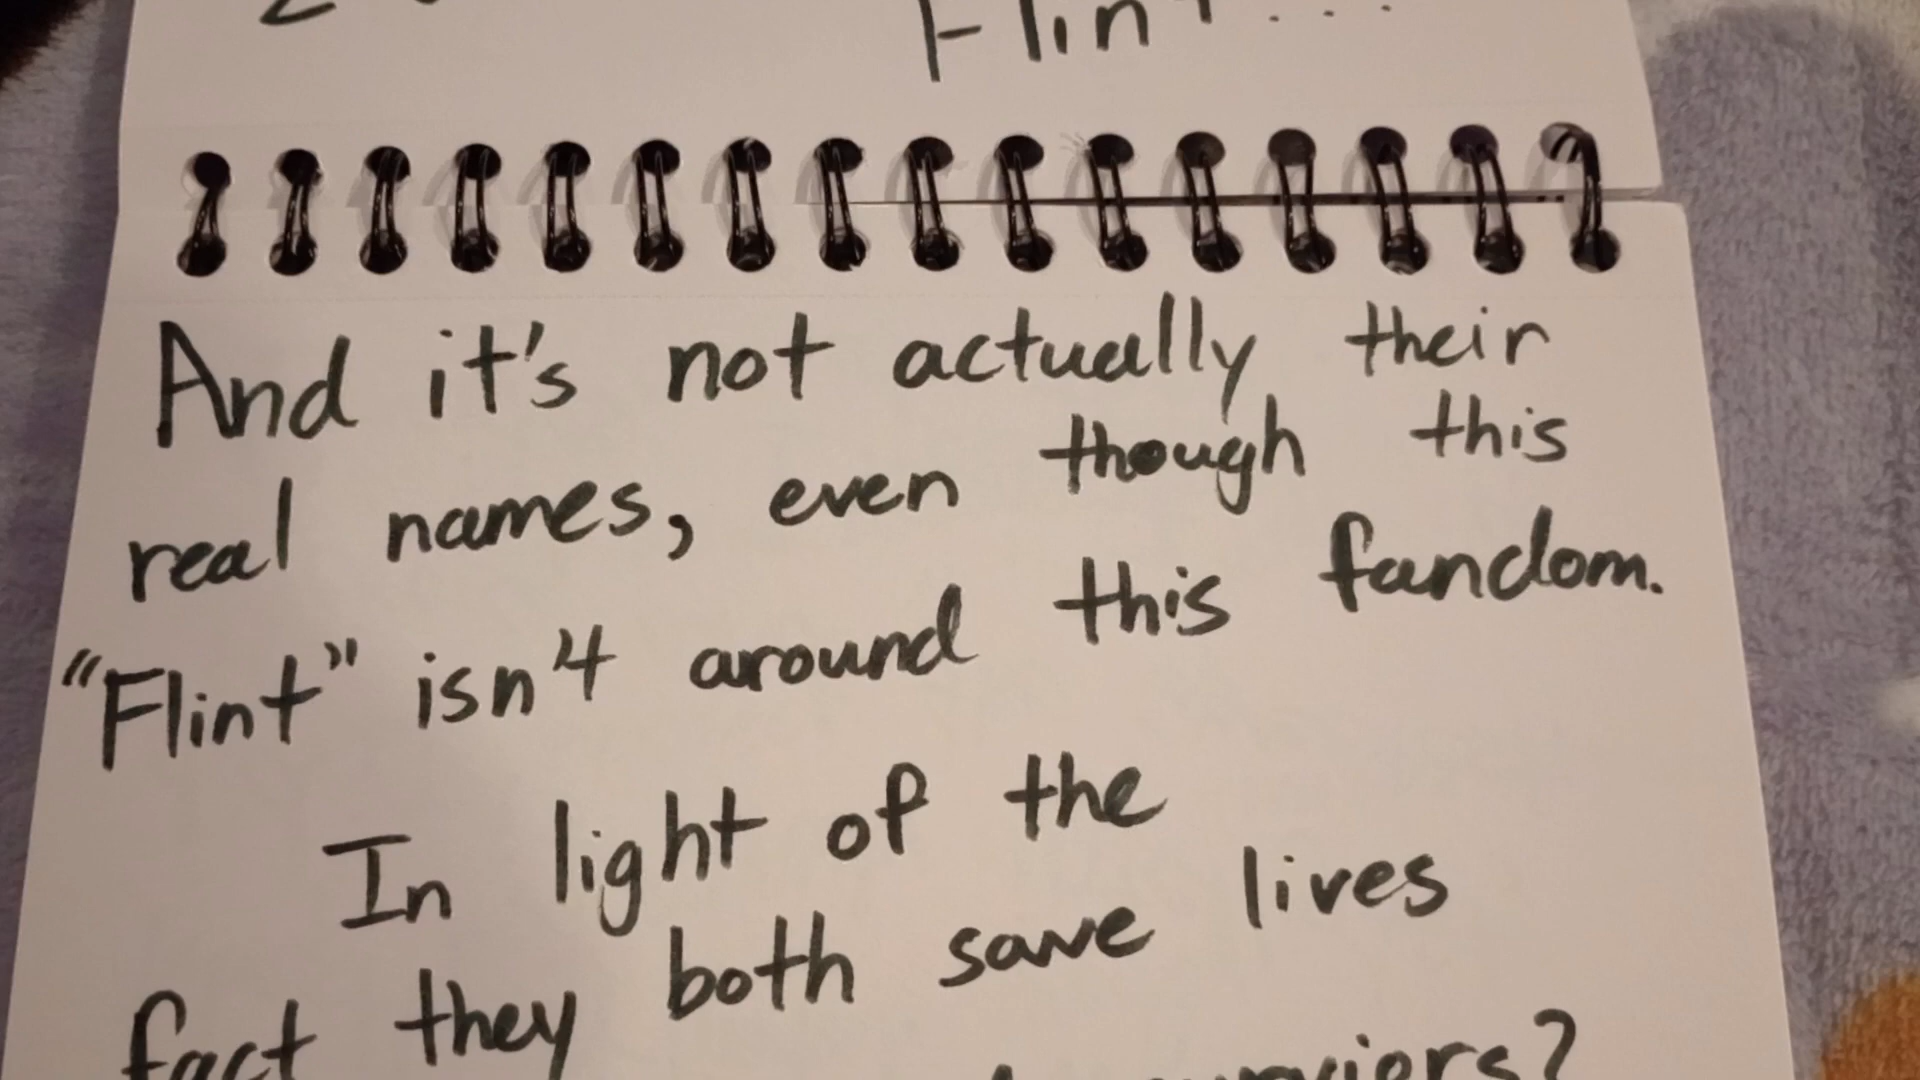 Flint...
And it's not actually their
real names, even though this
"Flint" isn't around this fandom.
In light of the
fact they both save lives